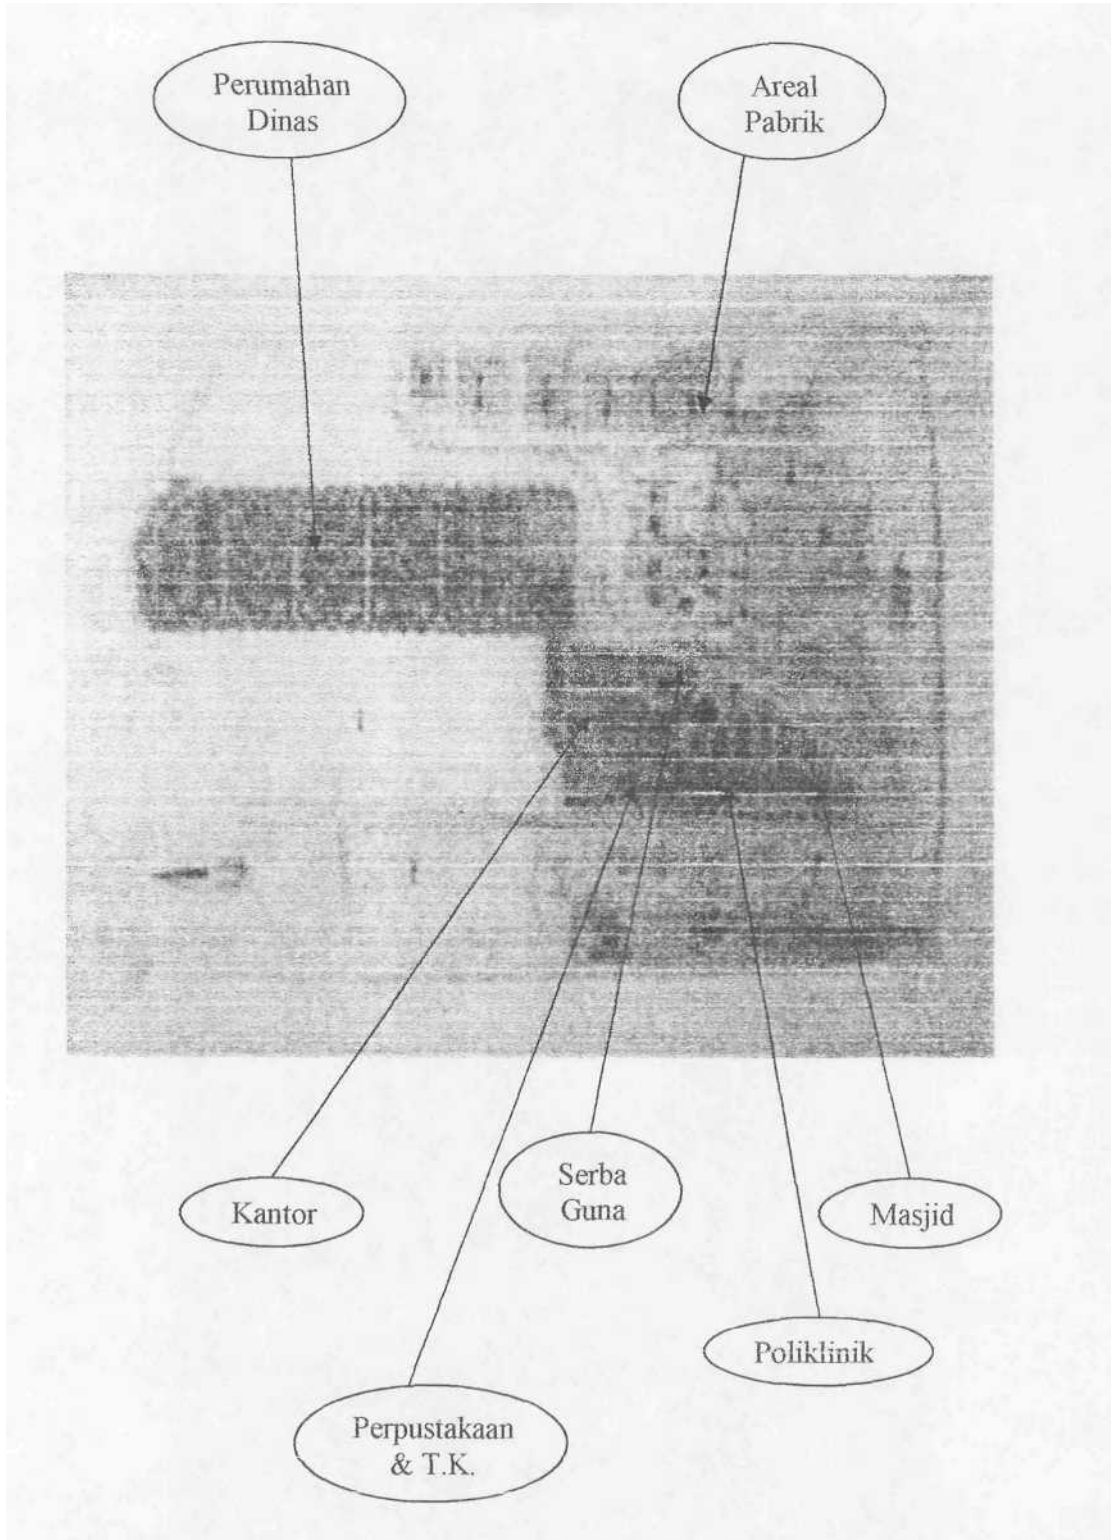 Perumahan
Dinas
Areal
Pabrik
Serba
Guna
Kantor
Masjid
Poliklinik
Perpustakaan
& T.K.